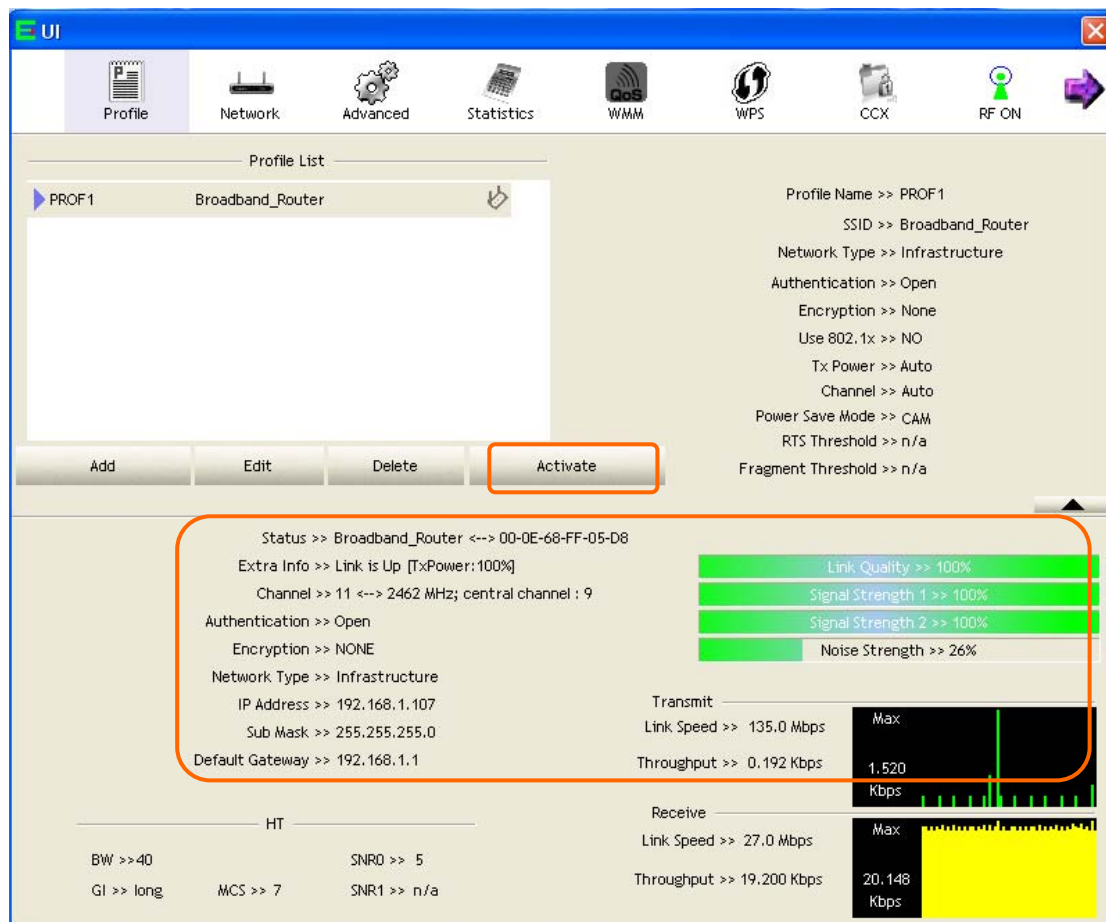 UI
Profile
Network
Advanced
Statistics
QoS
WMM
WPS
CCX
RF ON
Profile List
PROF1 Broadband_Router
Profile Name >> PROF1
SSID >> Broadband_Router
Network Type >> Infrastructure
Authentication >> Open
Encryption >> None
Use 802.1x >> NO
Tx Power >> Auto
Channel >> Auto
Power Save Mode >> CAM
RTS Threshold >> n/a
Fragment Threshold >> n/a
Add
Edit
Delete
Activate
Status >> Broadband_Router <--> 00-0E-68-FF-05-D8
Extra Info >> Link is Up [TxPower:100%]
Channel >> 11 <--> 2462 MHz; central channel : 9
Authentication >> Open
Encryption >> NONE
Network Type >> Infrastructure
IP Address >> 192.168.1.107
Sub Mask >> 255.255.255.0
Default Gateway >> 192.168.1.1
Link Quality >> 100%
Signal Strength 1 >> 100%
Signal Strength 2 >> 100%
Noise Strength >> 26%
Transmit
Link Speed >> 135.0 Mbps
Throughput >> 0.192 Kbps
Max
1.520
Kbps
Receive
Link Speed >> 27.0 Mbps
Throughput >> 19.200 Kbps
Max
20.148
Kbps
HT
BW >>40
SNR0 >> 5
GI >> long
MCS >> 7
SNR1 >> n/a